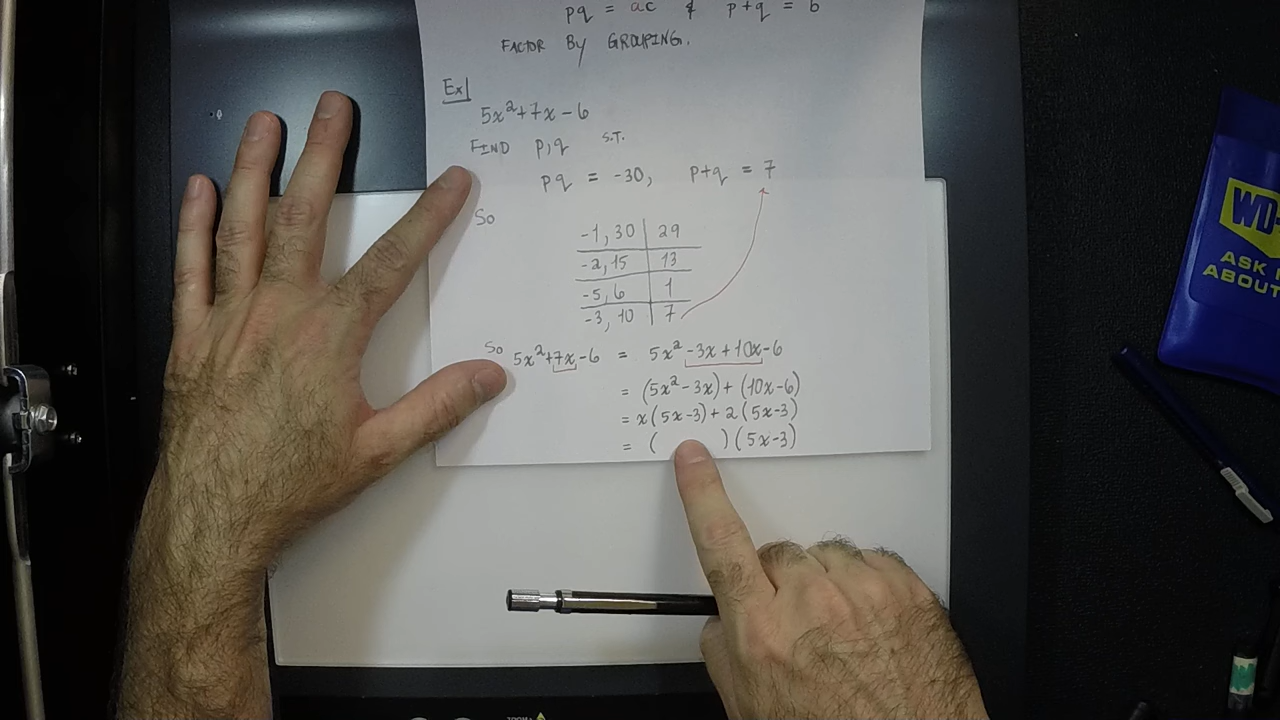 pq = ac & p+q = b
FACTOR BY GROUPING.
Ex|
5x²+7x-6
FIND p,q S.T.
pq = -30, p+q = 7
So
-1, 30 | 29
-2, 15 | 13
-5, 6 | 1
-3, 10 | 7
So 5x²+7x-6 = 5x²-3x+10x-6
= (5x²-3x)+(10x-6)
= x(5x-3)+2(5x-3)
= ( )(5x-3)
WD-
ASK
ABOUT